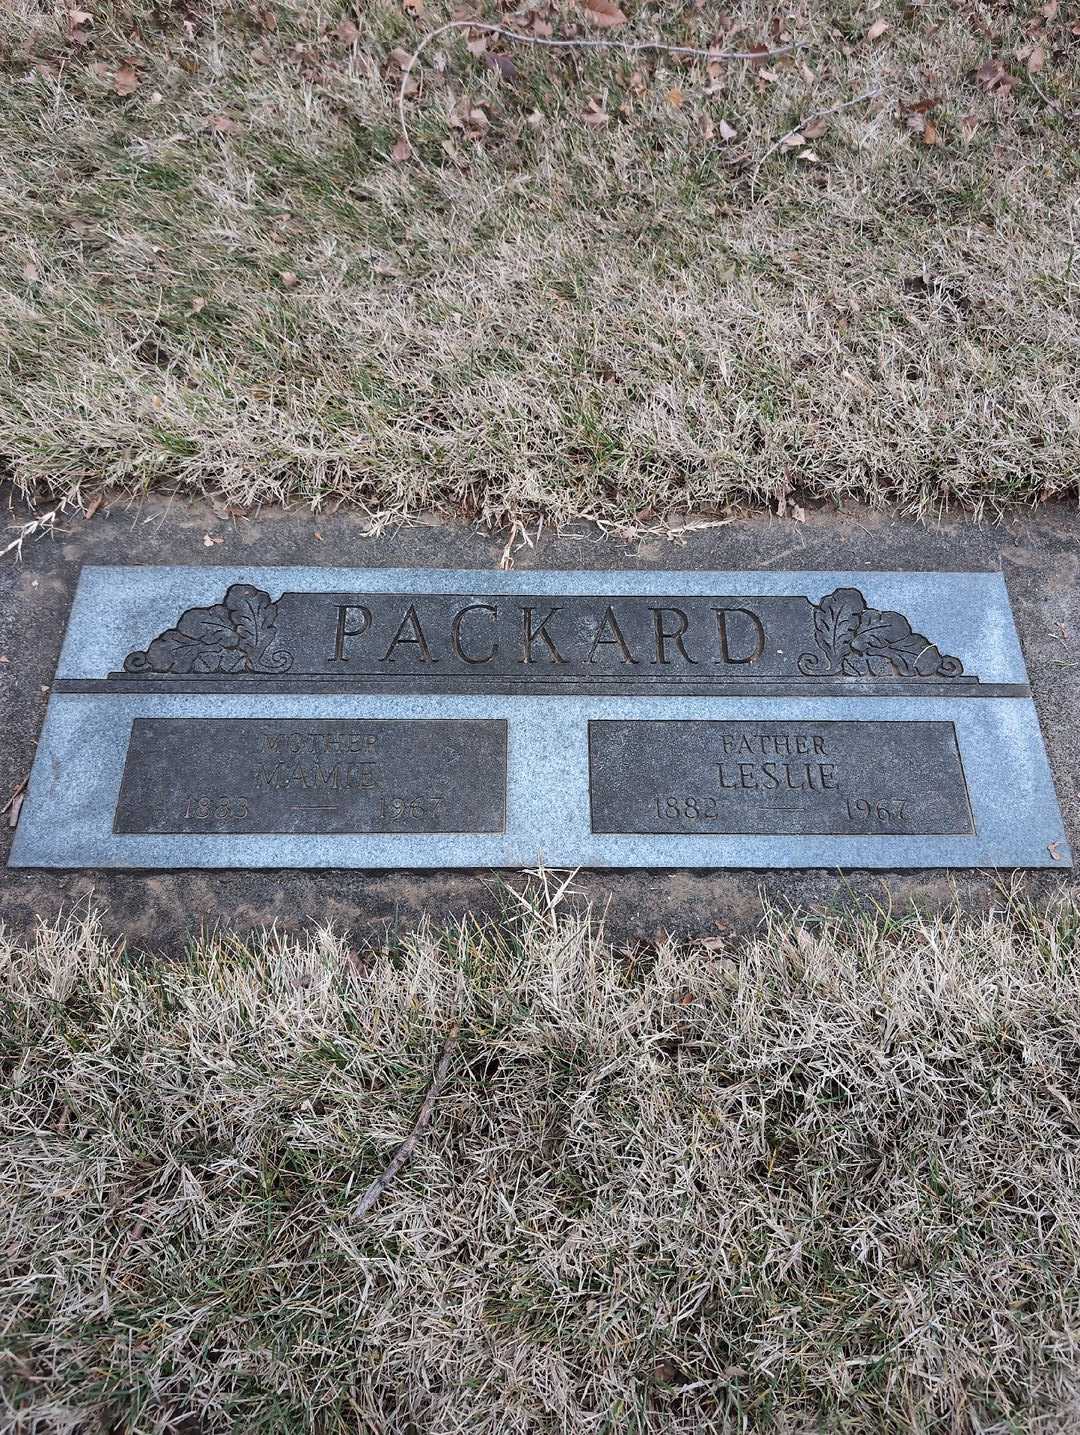 PACKARD
MOTHER
MAMIE
1883 — 1967
FATHER
LESLIE
1882 — 1967